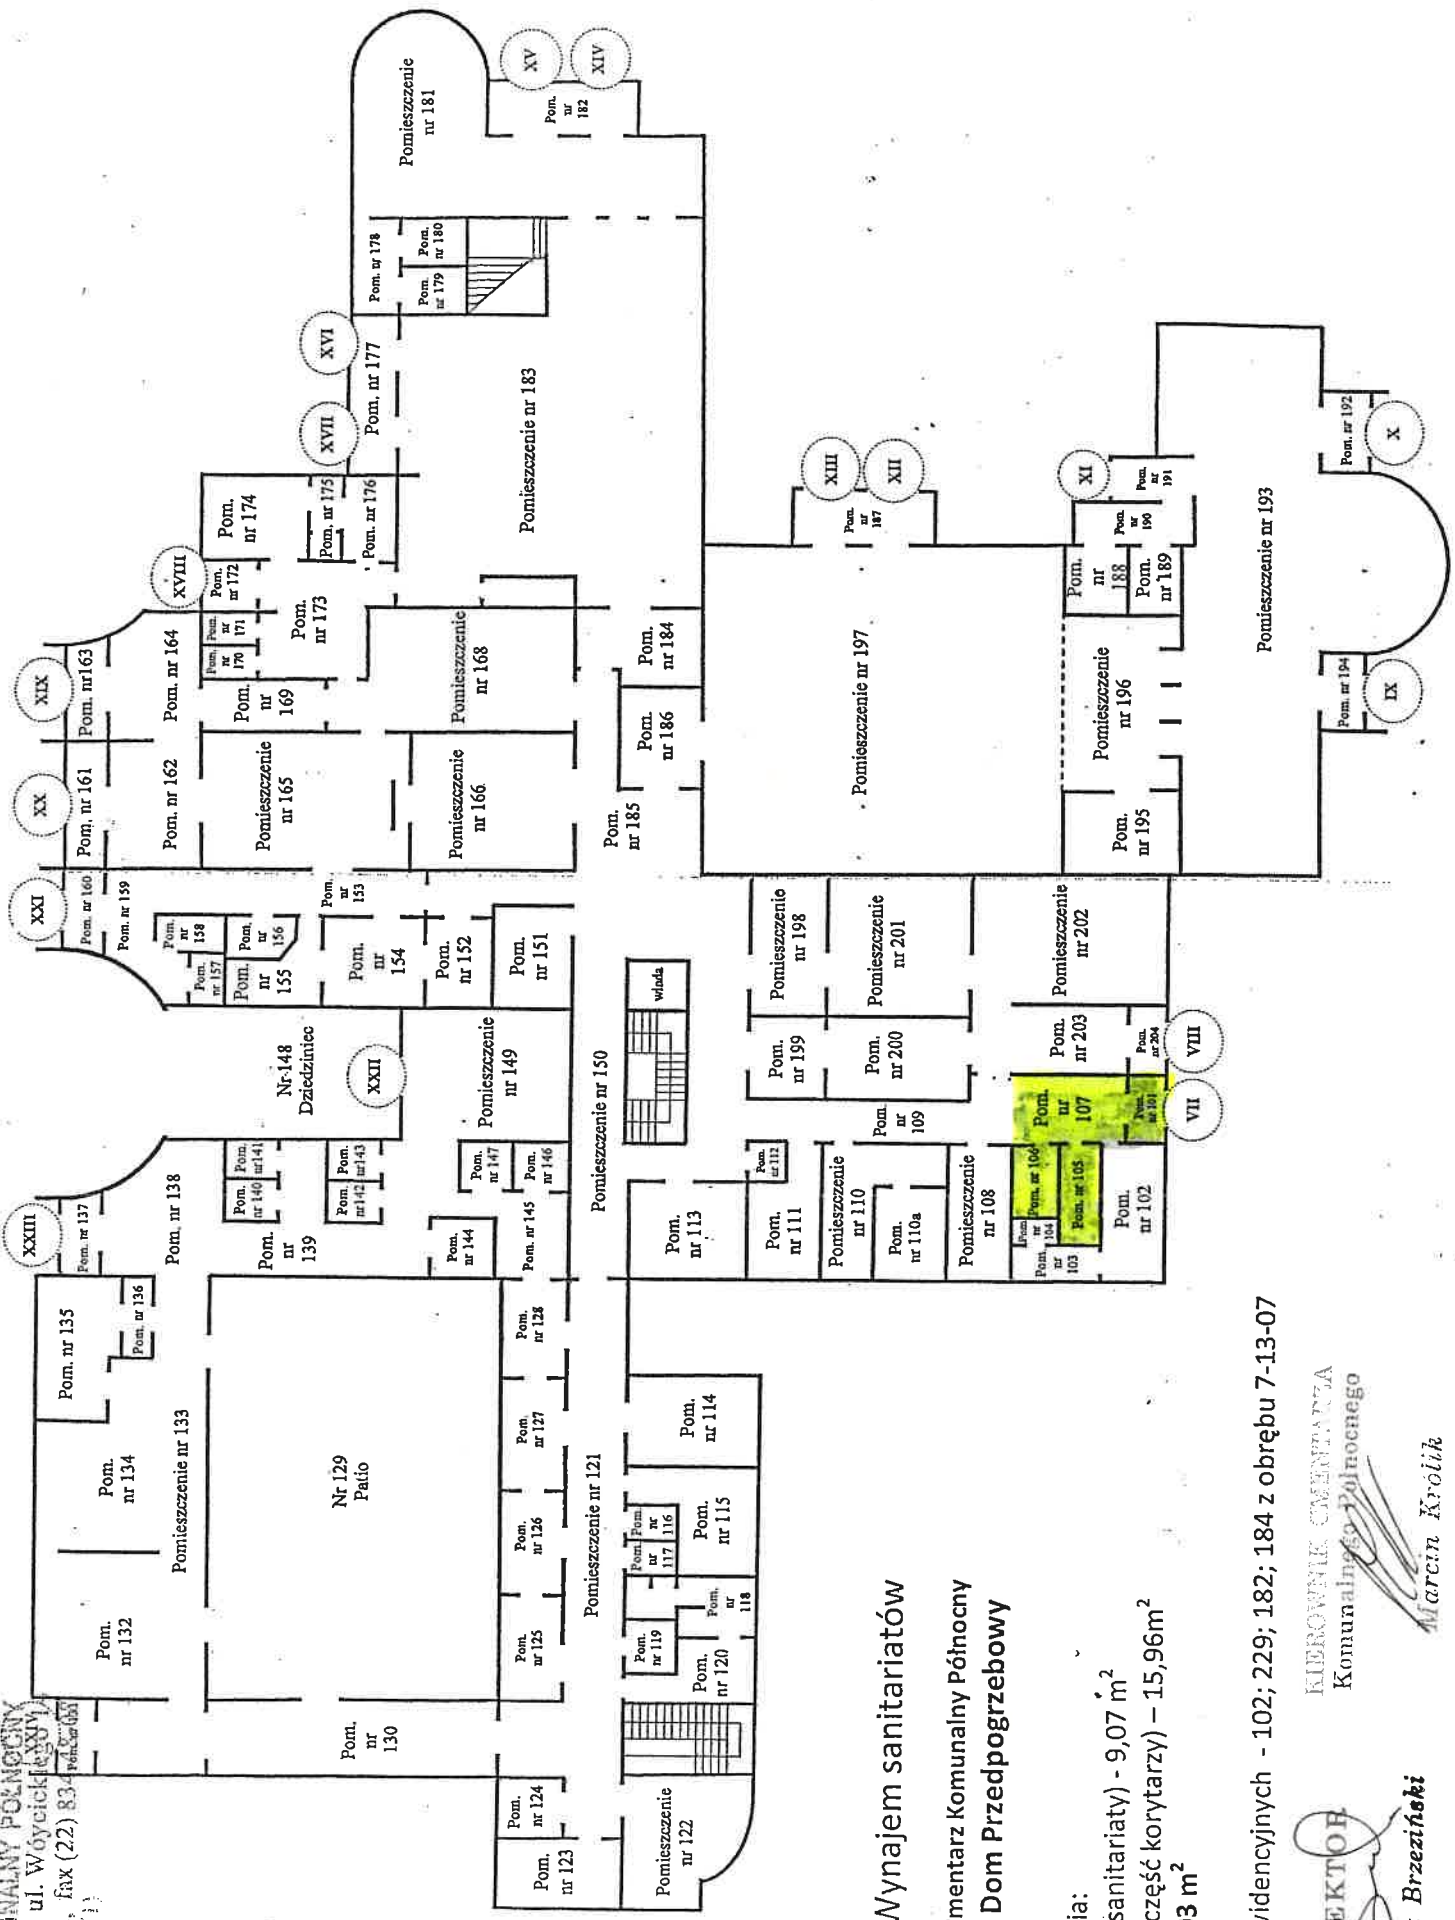 NALNY PÓŁNOCNY
ul. Wóycickiego 14
fax (22) 834
Pomieszczenie
nr 181
XV
XIV
Pom.
nr
182
Pom. nr 178
Pom.
nr 180
Pom.
nr 179
XVI
XVII
Pom. nr 177
Pomieszczenie nr 183
Pom.
nr 174
Pom. nr 175
Pom. nr 176
XVIII
Pom.
nr 172
Pom.
nr
171
Pom.
nr
170
Pom.
nr 173
XIX
Pom. nr163
Pom. nr 164
Pom.
nr
169
Pomieszczenie
nr 168
Pom.
nr 184
Pom.
nr 186
XX
Pom. nr 161
Pom. nr 162
Pomieszczenie
nr 165
Pomieszczenie
nr 166
Pom.
nr 185
XXI
Pom. nr 160
Pom. nr 159
Pom.
nr
158
Pom.
nr 157
Pom.
nr
156
Pom.
nr
155
Pom.
nr
153
Pom.
nr
154
Pom.
nr 152
Pom.
nr 151
Nr 148
Dziedziniec
XXII
Pomieszczenie
nr 149
Pomieszczenie nr 150
winda
XXIII
Pom. nr 137
Pom. nr 138
Pom.
nr141
Pom.
nr 140
Pom.
nr143
Pom.
nr142
Pom.
nr
139
Pom.
nr 147
Pom.
nr 146
Pom.
nr 144
Pom. nr 145
Pom. nr 135
Pom. nr 136
Pom.
nr 134
Pomieszczenie nr 133
Pom.
nr 132
Nr 129
Patio
Pom.
nr 128
Pom.
nr 127
Pom.
nr 126
Pom.
nr 125
Pom.
nr
130
Pomieszczenie nr 121
Pom.
nr 114
Pom.
nr 115
Pom.
nr
116
Pom.
nr
117
Pom.
nr
118
Pom.
nr 119
Pom.
nr 120
Pomieszczenie
nr 122
Pom.
nr 123
Pom.
nr 124
XIII
XII
Pom.
nr
187
Pomieszczenie nr 197
XI
Pom.
nr
191
Pom.
nr
190
Pom.
nr
188
Pom.
nr 189
Pomieszczenie
nr 196
Pom.
nr 195
Pomieszczenie nr 193
Pom. nr 192
X
Pom. nr 194
IX
Pomieszczenie
nr 198
Pomieszczenie
nr 201
Pomieszczenie
nr 202
Pom.
nr 199
Pom.
nr 200
Pom.
nr 203
Pom.
nr 204
VIII
VII
Pom.
nr
109
Pom.
nr
107
Pom.
nr 101
Pom.
nr 112
Pom.
nr 113
Pom.
nr 111
Pomieszczenie
nr 110
Pom.
nr 110a
Pomieszczenie
nr 108
Pom. nr 106
Pom. nr 105
Pom.
nr
104
Pom.
nr
103
Pom.
nr 102
Wynajem sanitariatów
mentarz Komunalny Północny
Dom Przedpogrzebowy
ia:
sanitariaty) - 9,07 m²
część korytarzy) – 15,96m²
03 m²
widencyjnych - 102; 229; 182; 184 z obrębu 7-13-07
KIEROWNIK CMENTARZA
Komunalnego Północnego
Marcin Królik
EKTOR
Brzeziński